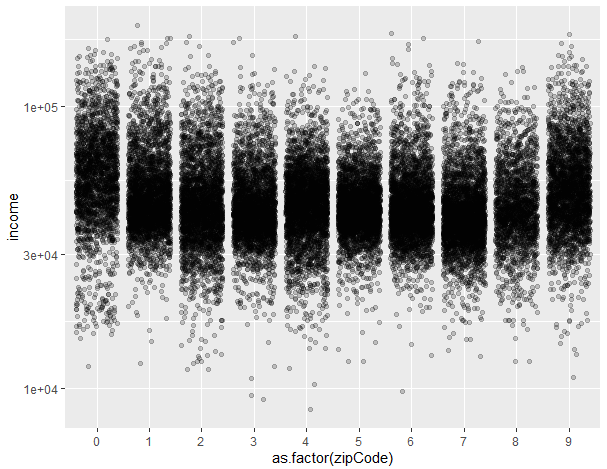 income
1e+05
3e+04
1e+04
0 1 2 3 4 5 6 7 8 9
as.factor(zipCode)